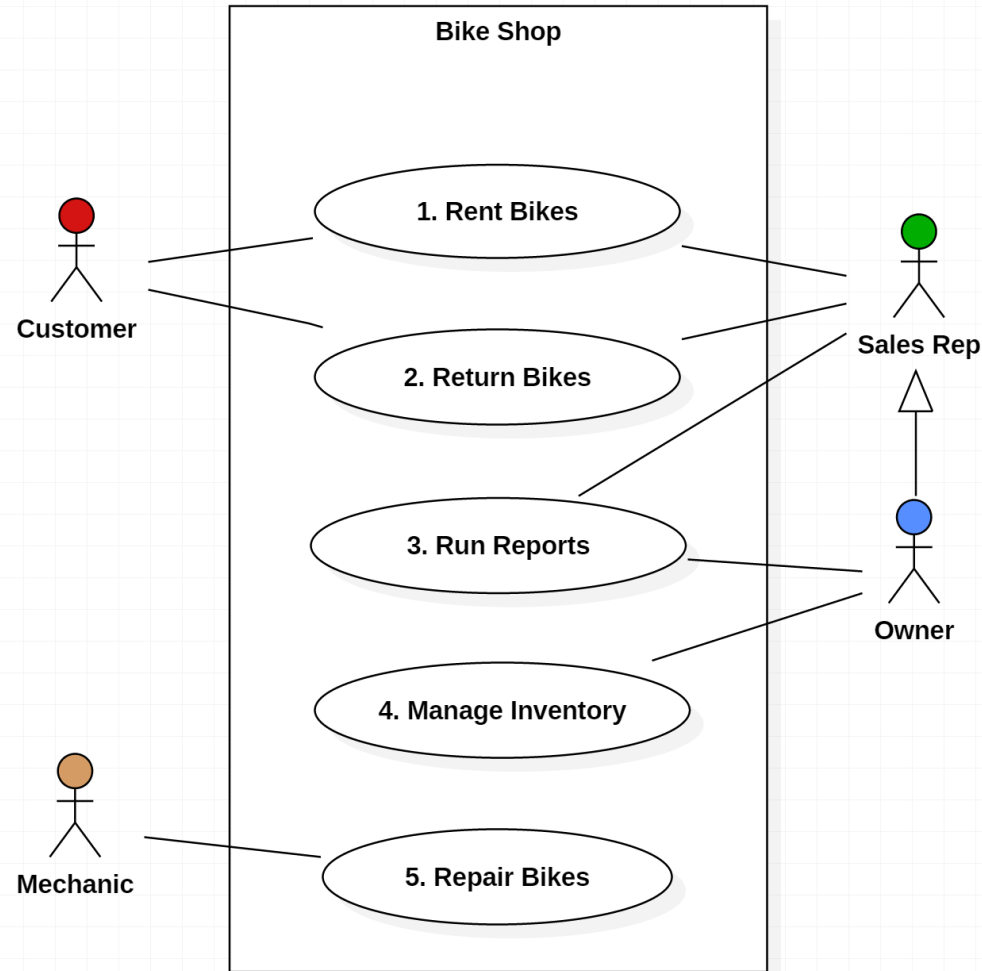 Bike Shop
1. Rent Bikes
Customer
Sales Rep
2. Return Bikes
3. Run Reports
Owner
4. Manage Inventory
Mechanic
5. Repair Bikes